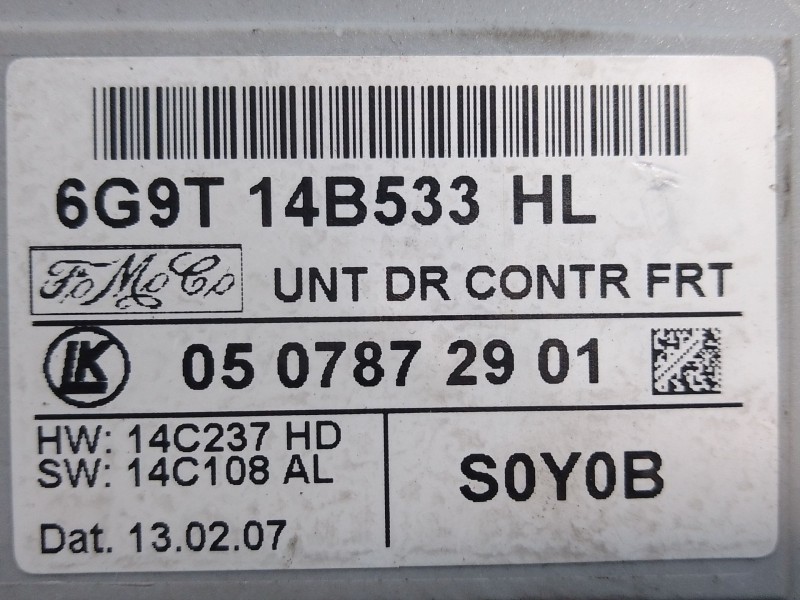 6G9T 14B533 HL
FoMoCo UNT DR CONTR FRT
LK 05 0787 29 01
HW: 14C237 HD
SW: 14C108 AL
S0Y0B
Dat. 13.02.07